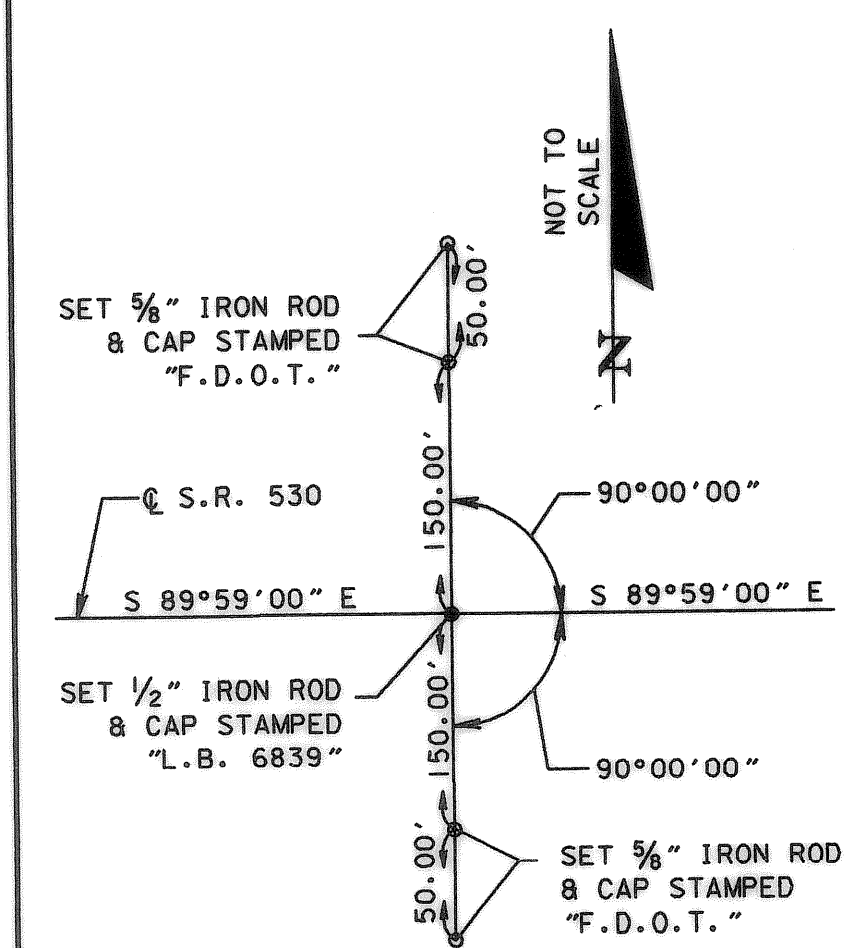 NOT TO
SCALE
N
50.00'
SET 5/8" IRON ROD
& CAP STAMPED
"F.D.O.T."
150.00'
℄ S.R. 530
90°00'00"
S 89°59'00" E
S 89°59'00" E
SET 1/2" IRON ROD
& CAP STAMPED
"L.B. 6839"
150.00'
90°00'00"
50.00'
SET 5/8" IRON ROD
& CAP STAMPED
"F.D.O.T."